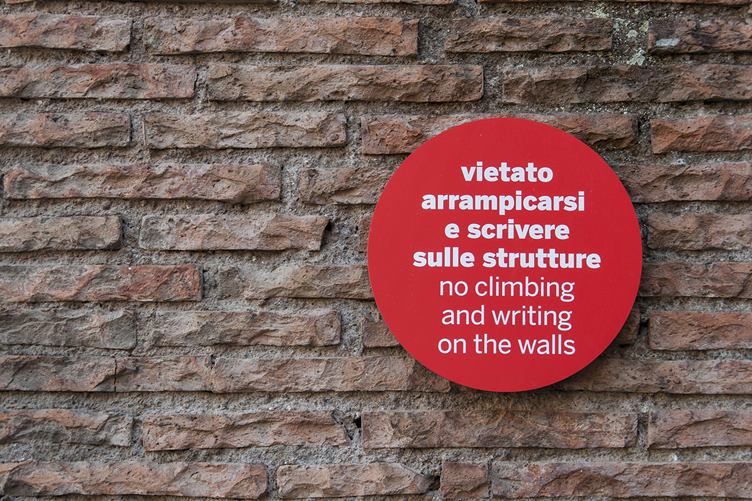 vietato
arrampicarsi
e scrivere
sulle strutture
no climbing
and writing
on the walls